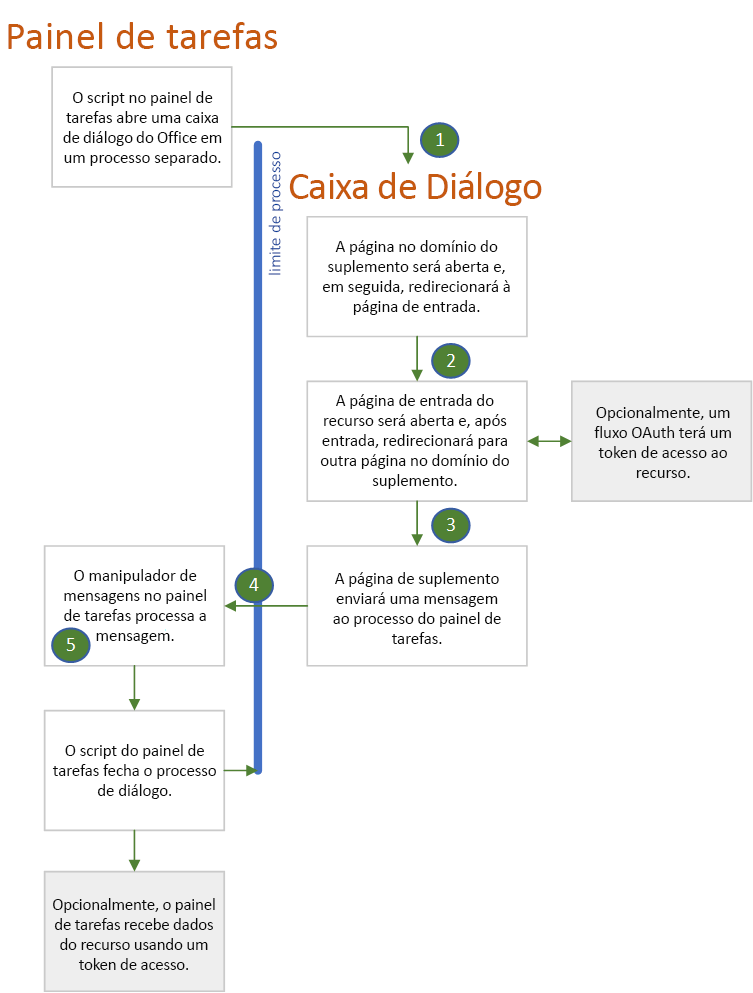 Painel de tarefas
O script no painel de
tarefas abre uma caixa
de diálogo do Office em
um processo separado.
1
limite de processo
Caixa de Diálogo
A página no domínio do
suplemento será aberta e,
em seguida, redirecionará à
página de entrada.
2
A página de entrada do
recurso será aberta e, após
entrada, redirecionará para
outra página no domínio do
suplemento.
Opcionalmente, um
fluxo OAuth terá um
token de acesso ao
recurso.
3
A página de suplemento
enviará uma mensagem
ao processo do painel de
tarefas.
4
O manipulador de
mensagens no painel
de tarefas processa a
mensagem.
5
O script do painel de
tarefas fecha o processo
de diálogo.
Opcionalmente, o painel
de tarefas recebe dados
do recurso usando um
token de acesso.